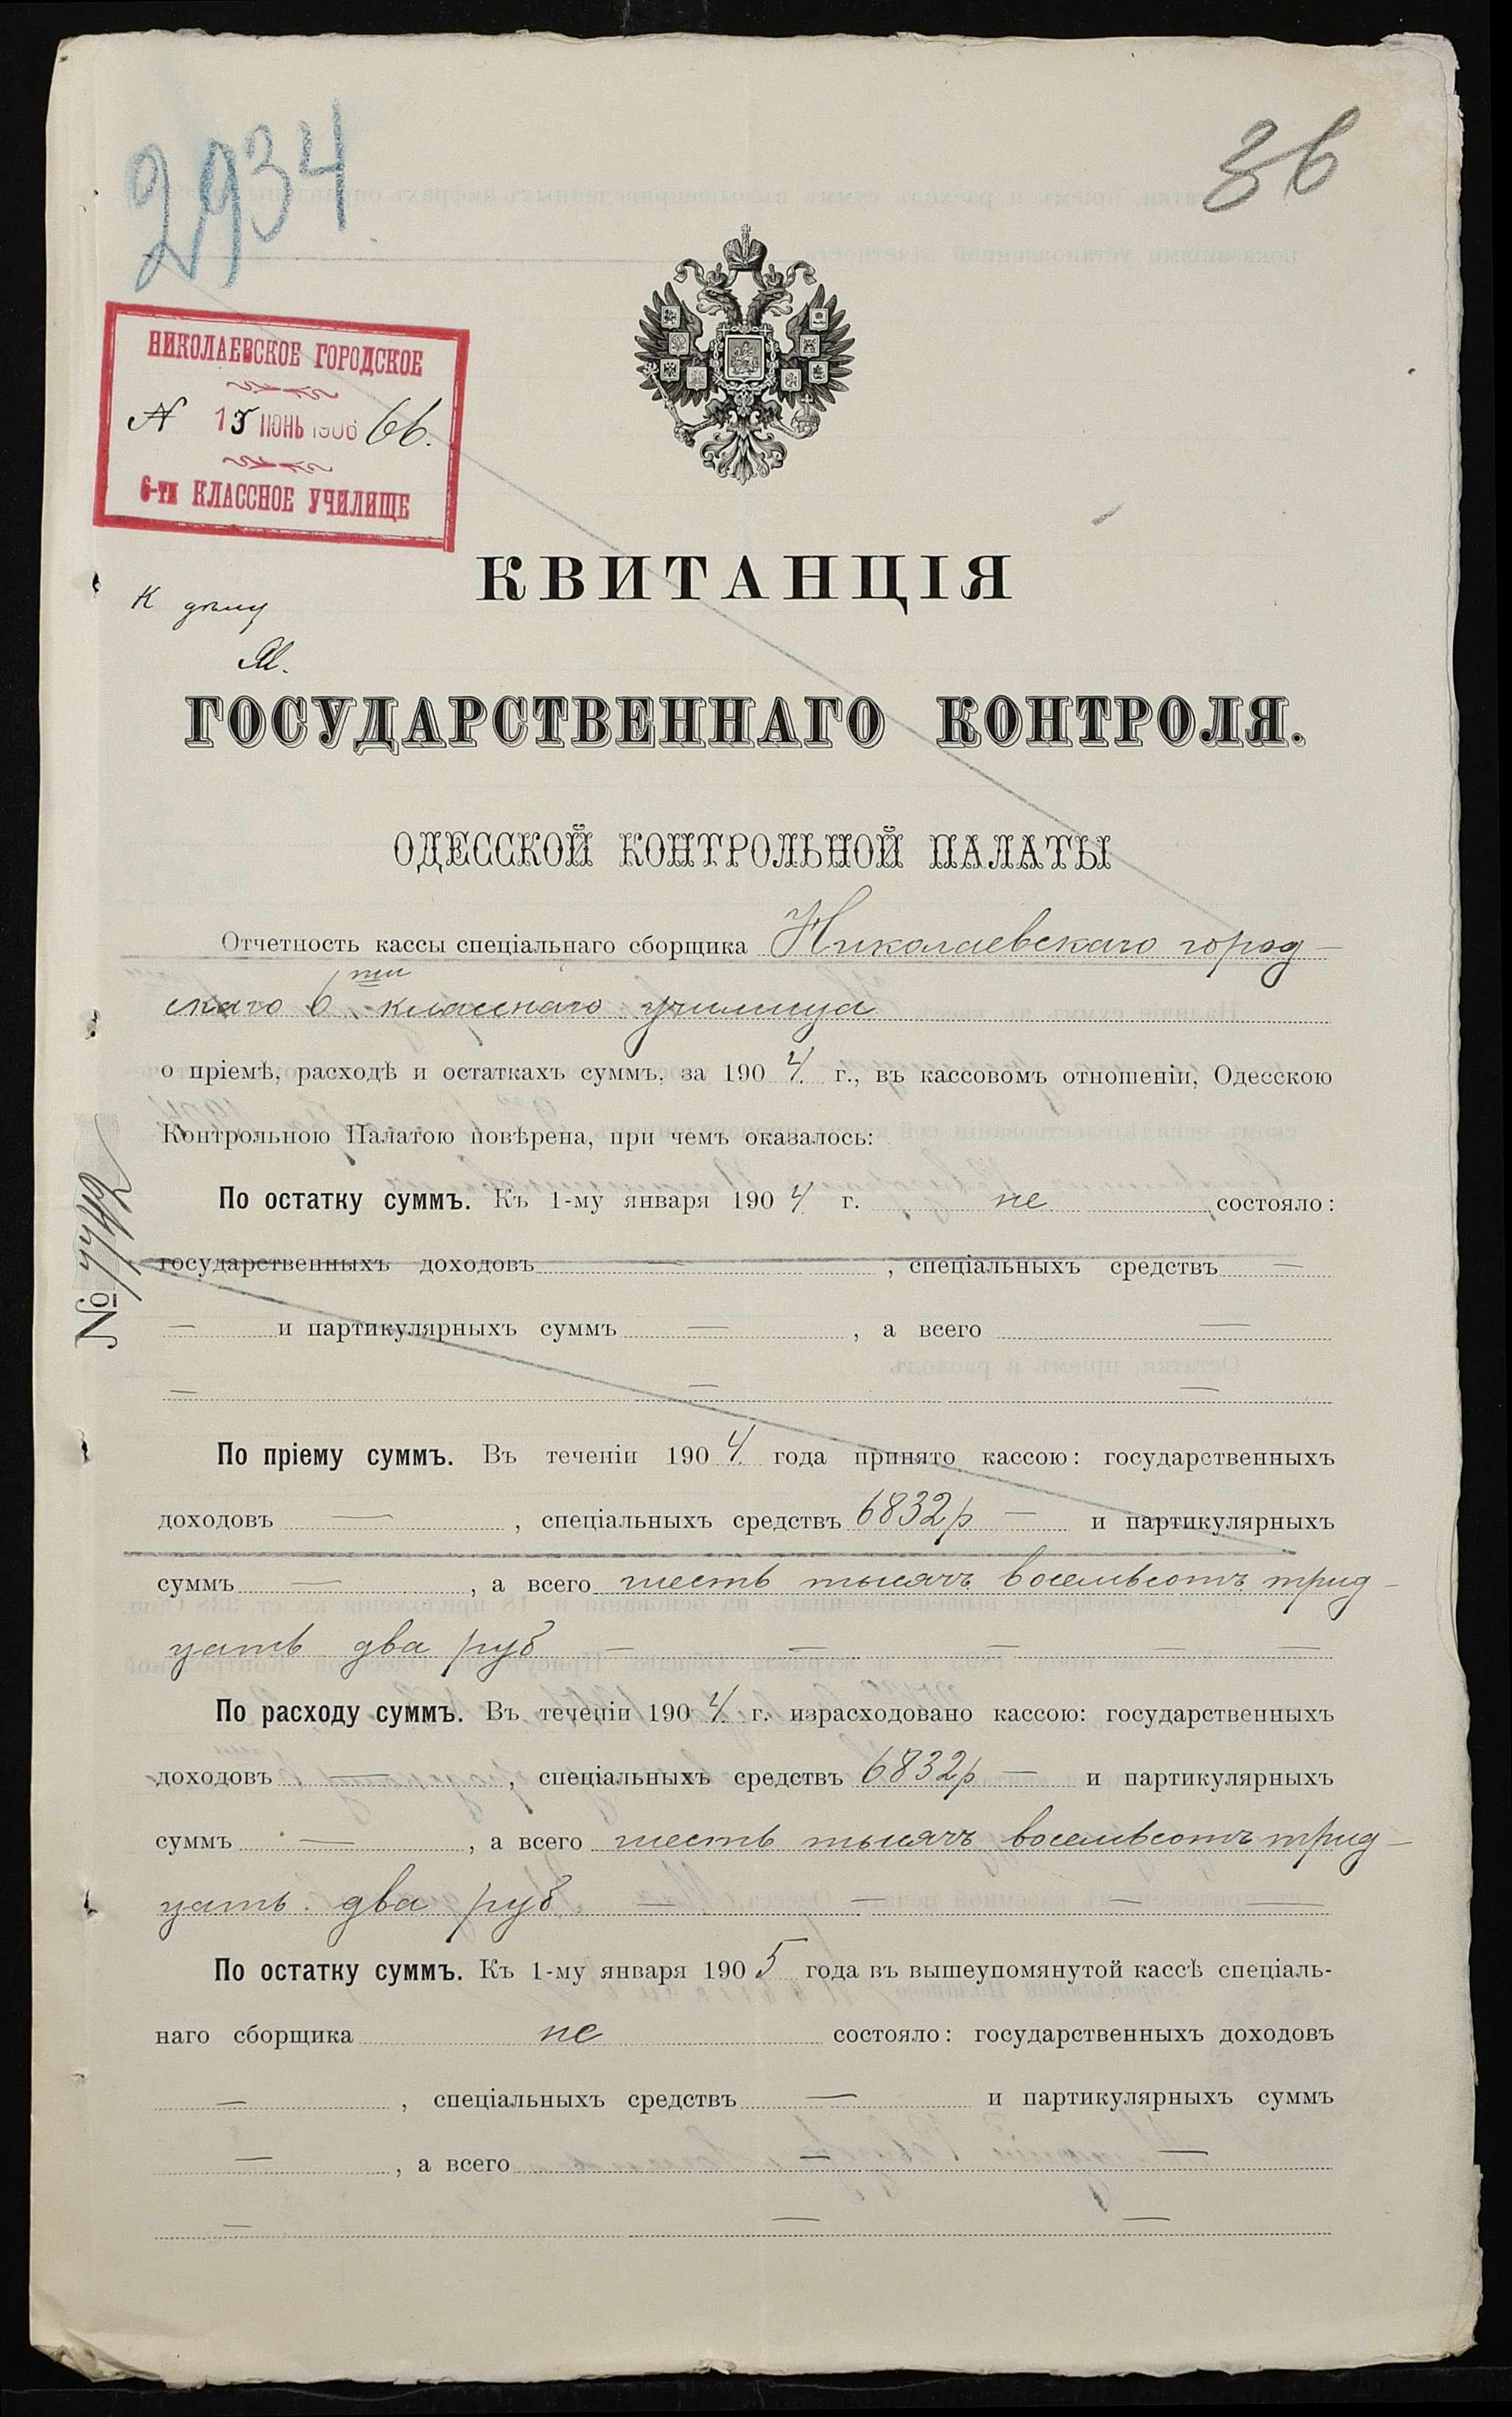 2934
36
НИКОЛАЕВСКОЕ ГОРОДСКОЕ
N 15 ІЮНЬ 1906 66.
6-ти КЛАССНОЕ УЧИЛИЩЕ
КВИТАНЦІЯ
К дѣлу
ГОСУДАРСТВЕННАГО КОНТРОЛЯ.
ОДЕССКОЙ КОНТРОЛЬНОЙ ПАЛАТЫ
Отчетность кассы спеціальнаго сборщика Николаевскаго город-
скаго 6ти класснаго училища
о пріемѣ, расходѣ и остаткахъ суммъ, за 1904 г., въ кассовомъ отношеніи, Одесскою
Контрольною Палатою повѣрена, при чемъ оказалось:
По остатку суммъ. Къ 1-му января 1904 г. не состояло:
государственныхъ доходовъ — , спеціальныхъ средствъ —
— и партикулярныхъ суммъ — , а всего —
— — —
По пріему суммъ. Въ теченіи 1904 года принято кассою: государственныхъ
доходовъ — , спеціальныхъ средствъ 6832р — и партикулярныхъ
суммъ — , а всего шесть тысячъ восемьсотъ трид-
цать два руб — — — — —
По расходу суммъ. Въ теченіи 1904 г. израсходовано кассою: государственныхъ
доходовъ — , спеціальныхъ средствъ 6832р — и партикулярныхъ
суммъ — , а всего шесть тысячъ восемьсотъ трид-
цать два руб — — — —
По остатку суммъ. Къ 1-му января 1905 года въ вышеупомянутой кассѣ спеціаль-
наго сборщика не состояло: государственныхъ доходовъ
— , спеціальныхъ средствъ — и партикулярныхъ суммъ
— , а всего — —
— — —
№